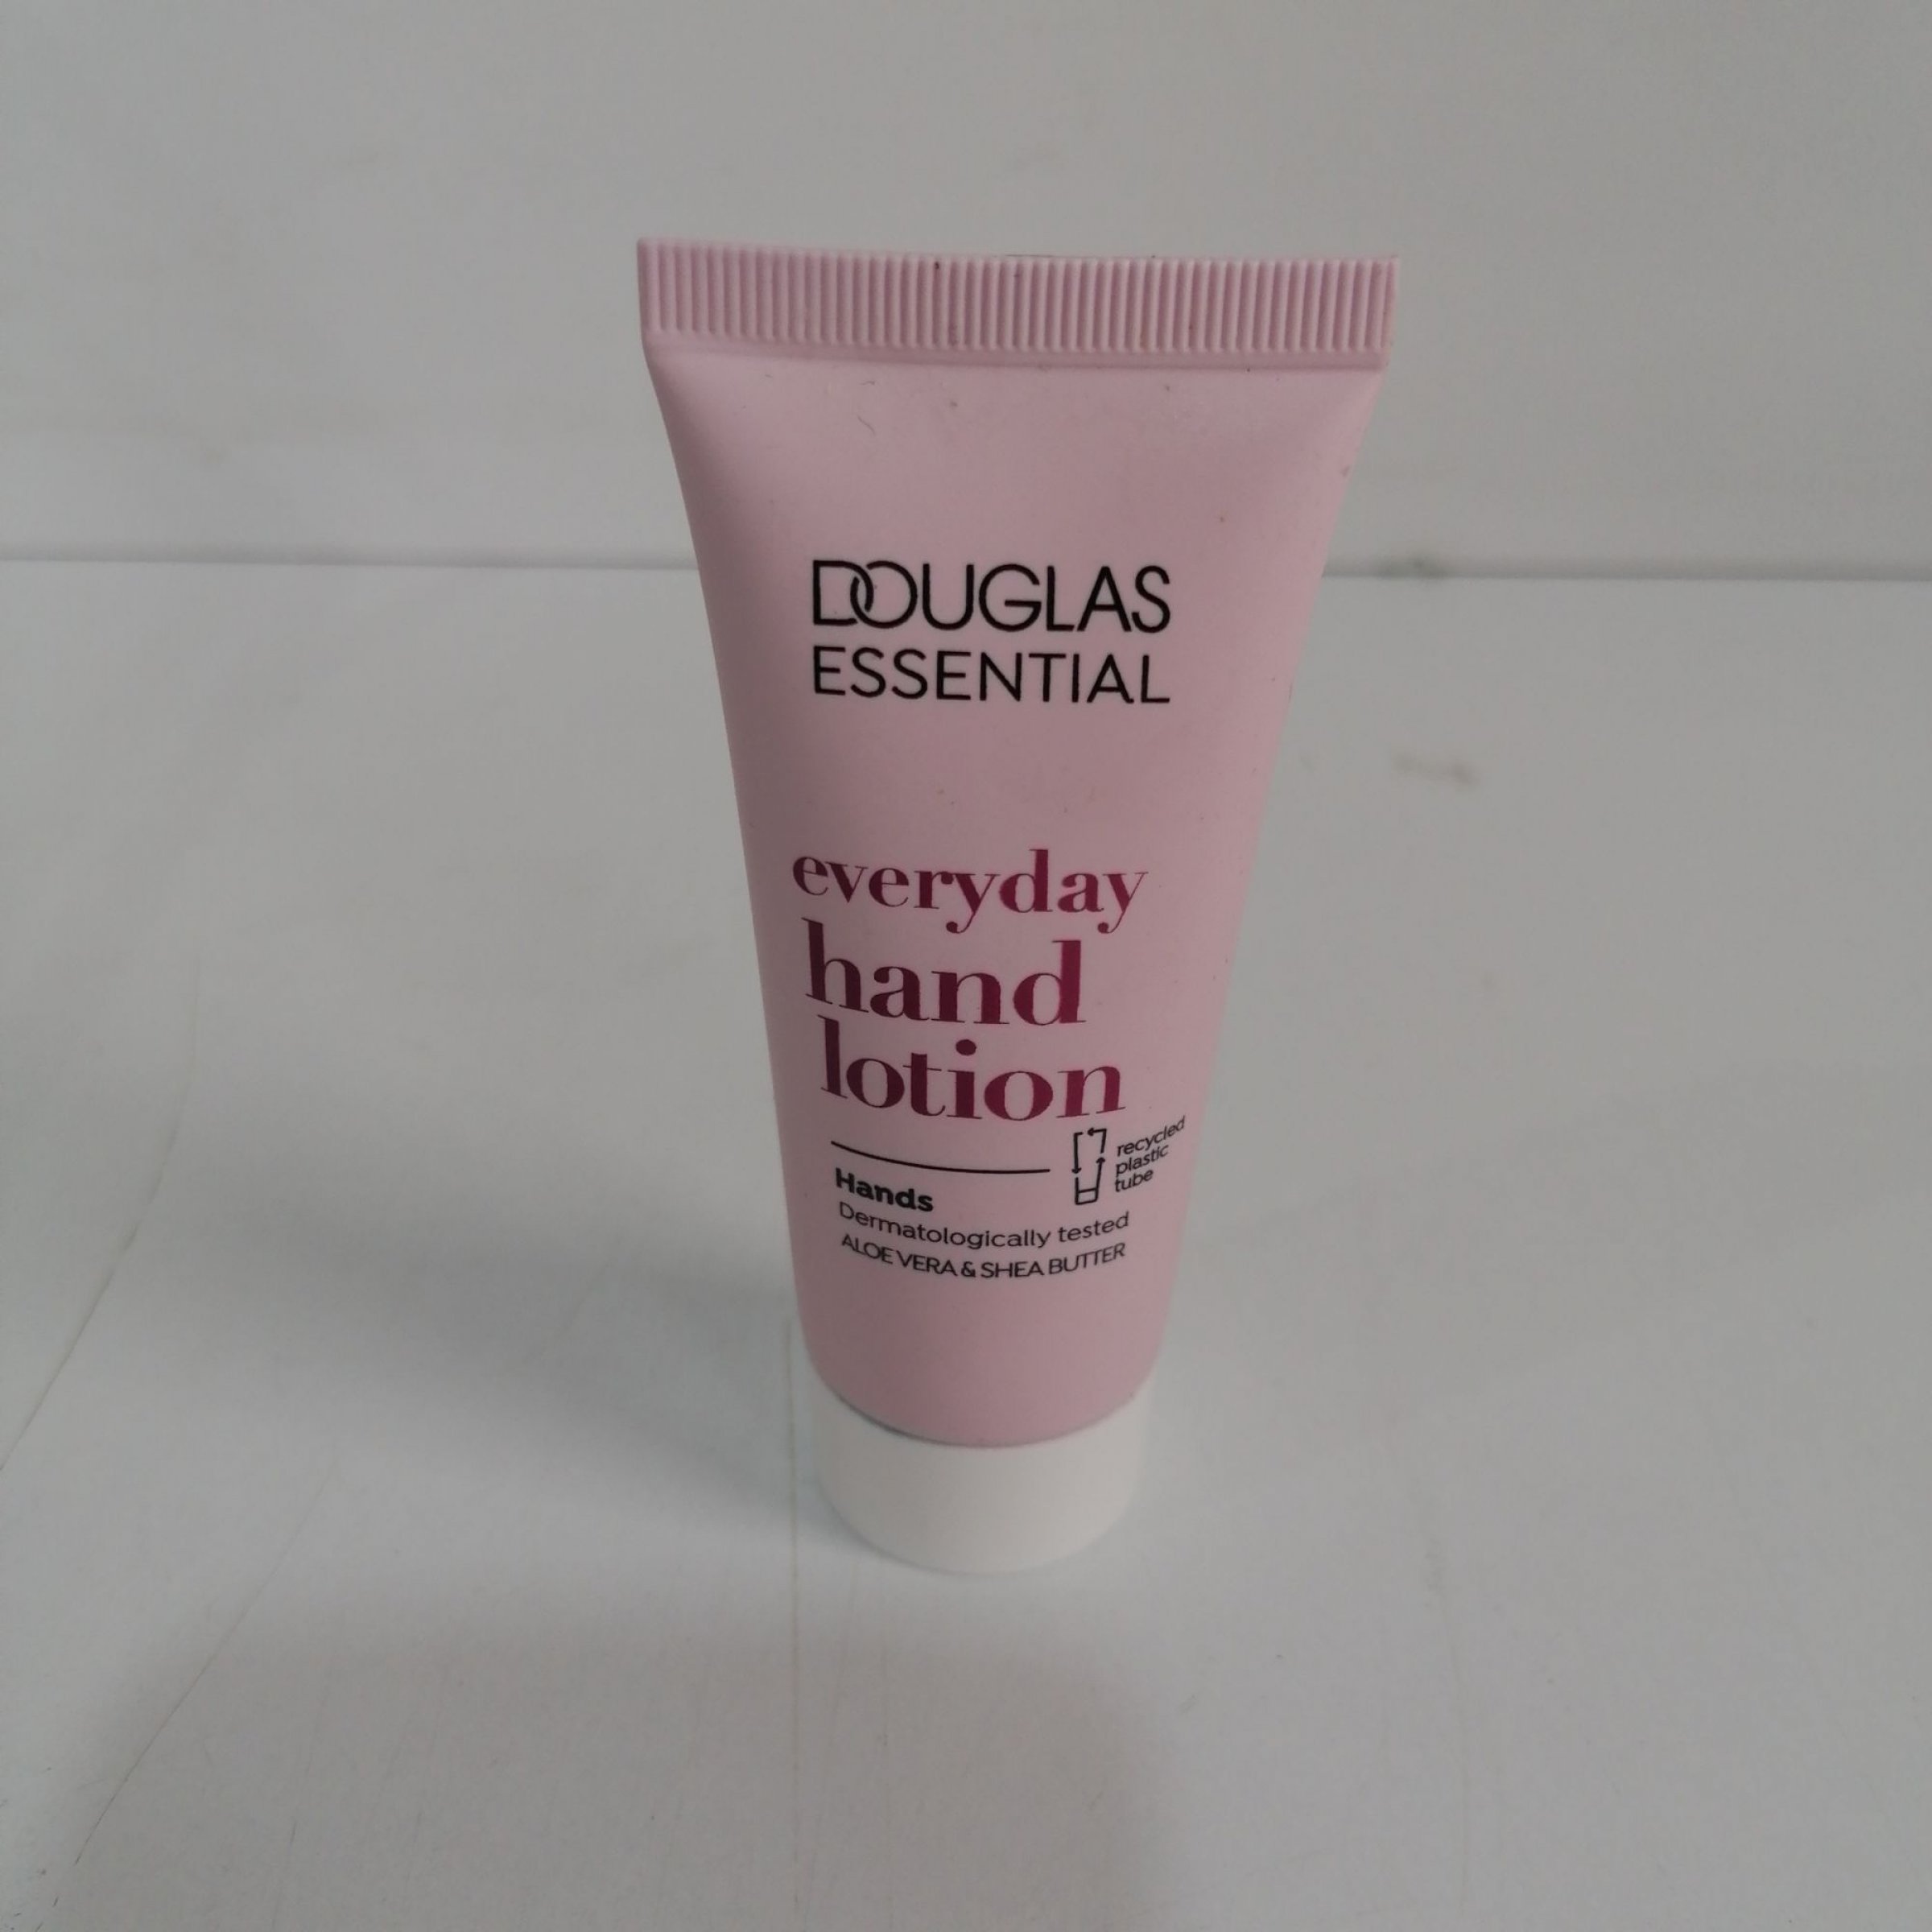 DOUGLAS
ESSENTIAL
everyday
hand
lotion
recycled
plastic
tube
Hands
Dermatologically tested
ALOE VERA & SHEA BUTTER